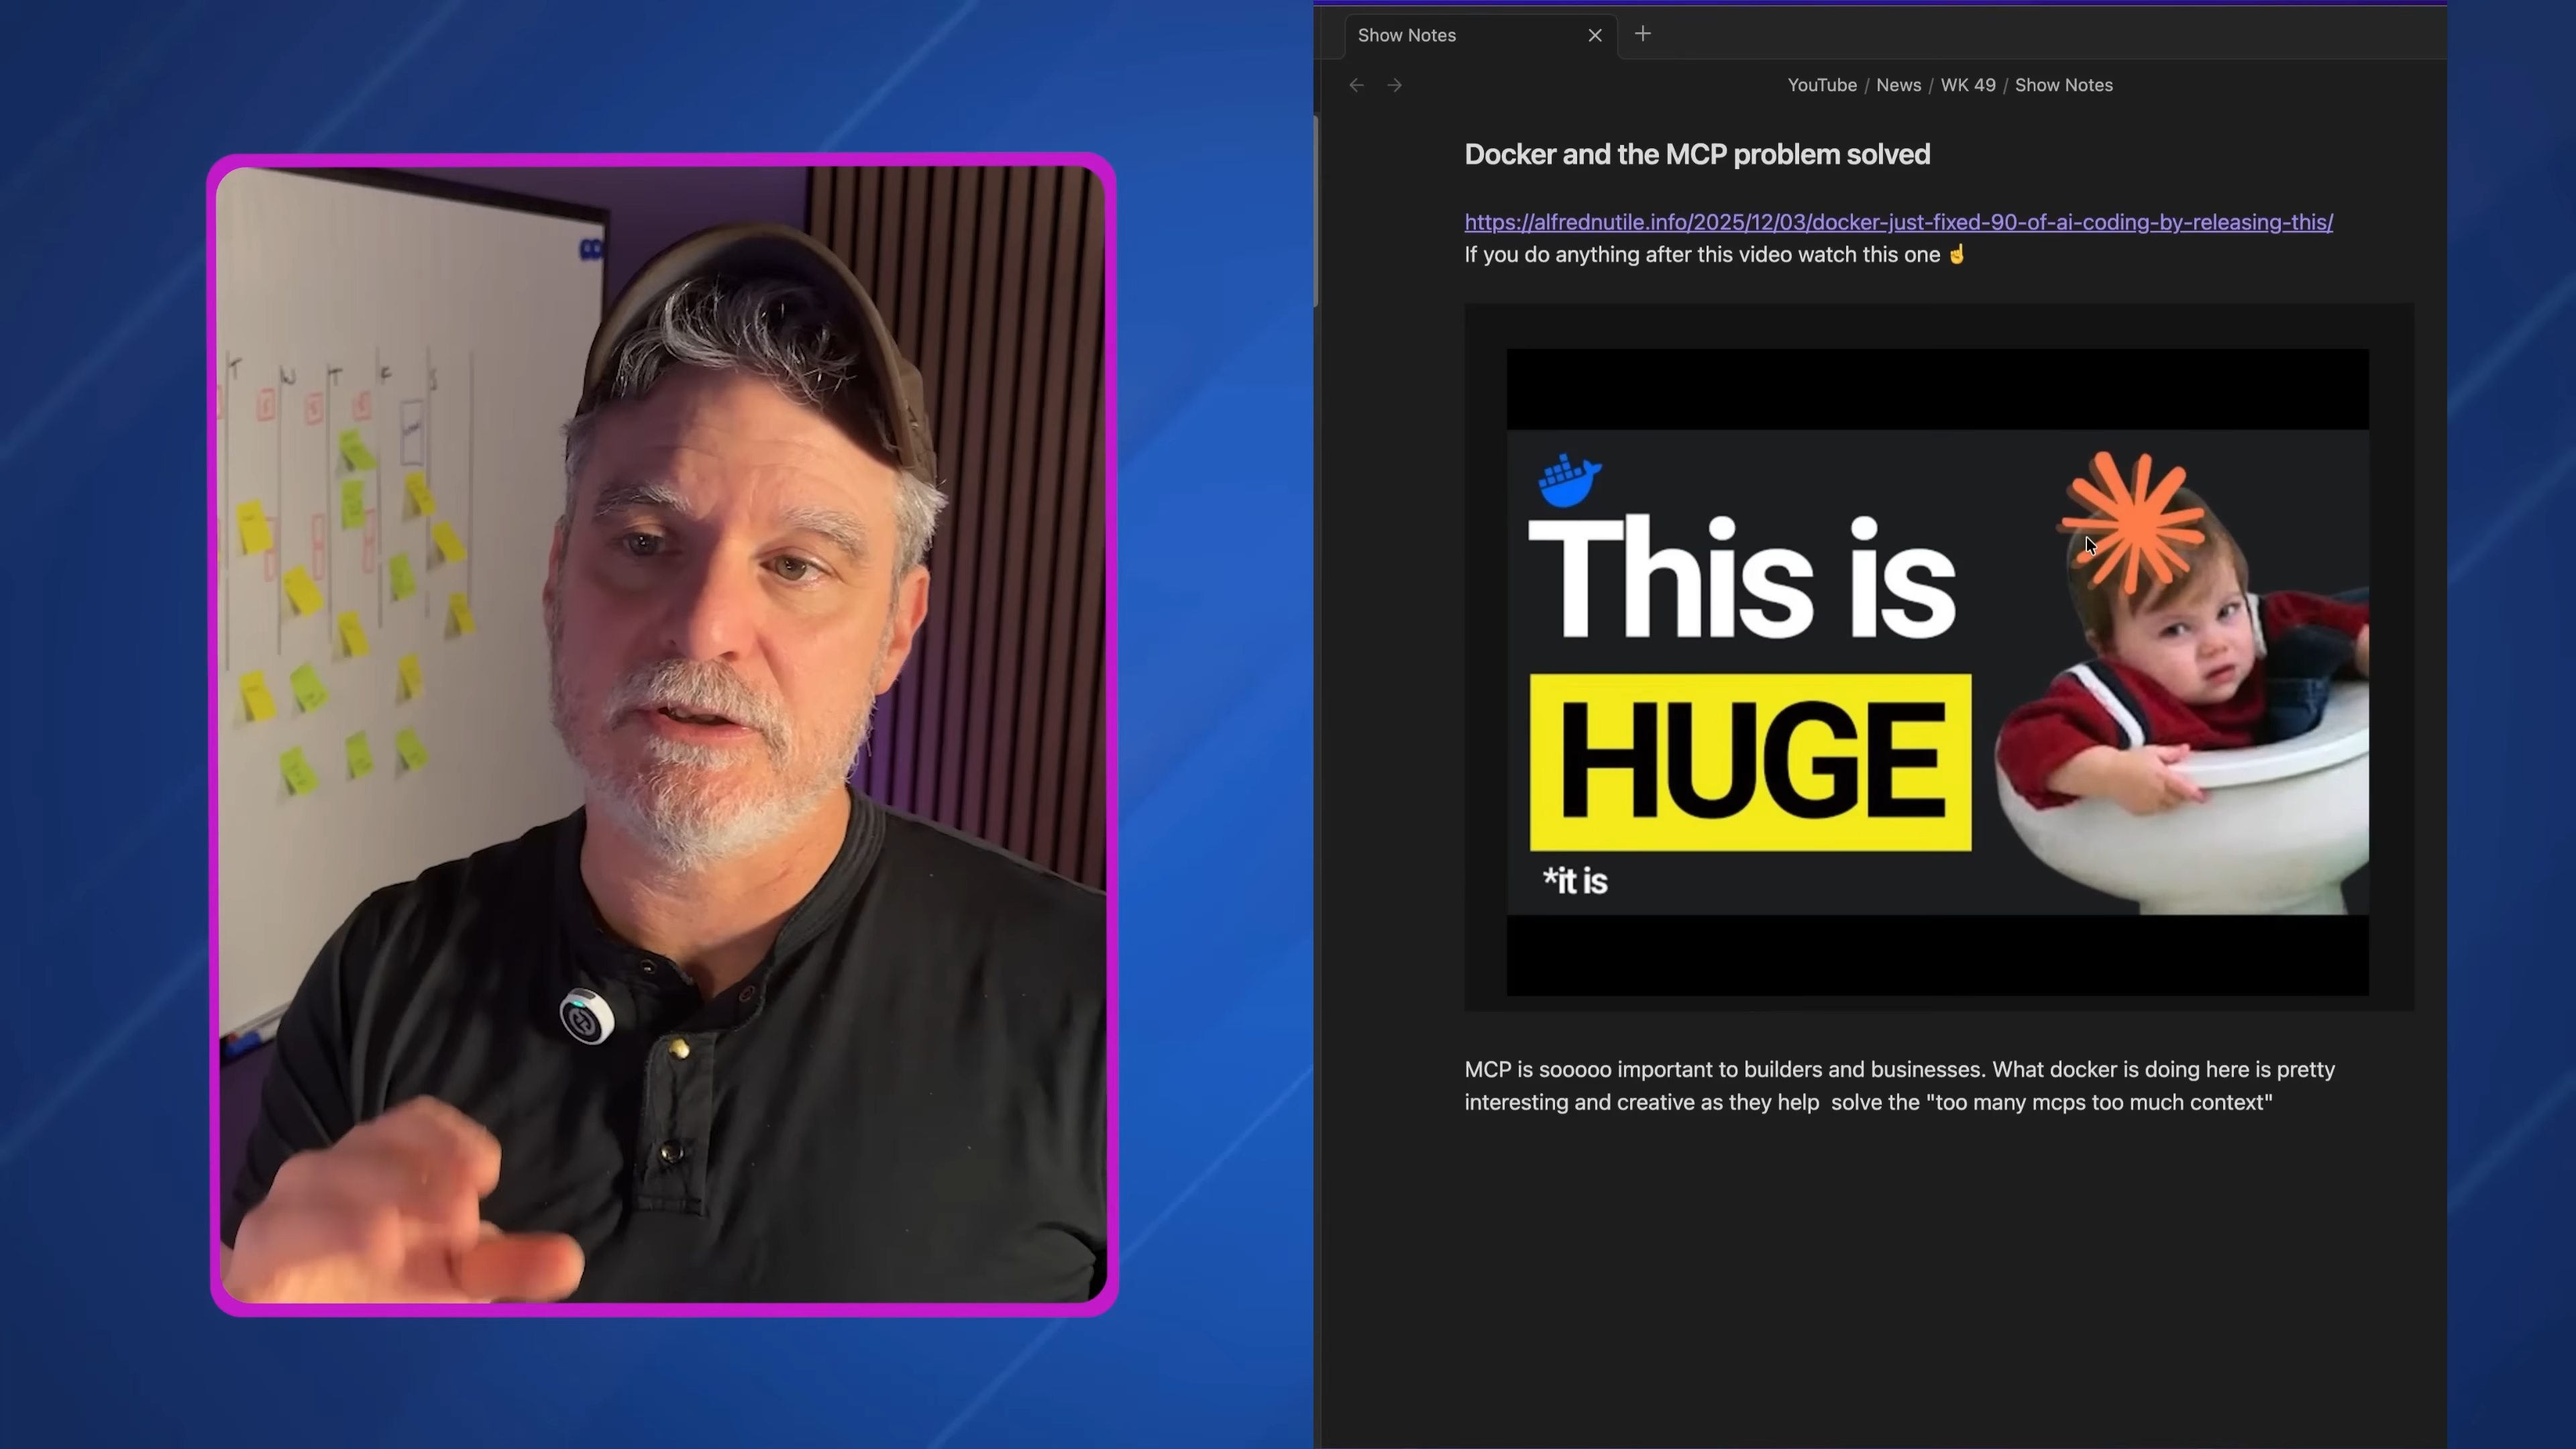 Show Notes
YouTube / News / WK 49 / Show Notes
Docker and the MCP problem solved
https://alfrednutile.info/2025/12/03/docker-just-fixed-90-of-ai-coding-by-releasing-this/
If you do anything after this video watch this one ☝️
This is
HUGE
*it is
MCP is sooooo important to builders and businesses. What docker is doing here is pretty
interesting and creative as they help  solve the "too many mcps too much context"
T W T F S